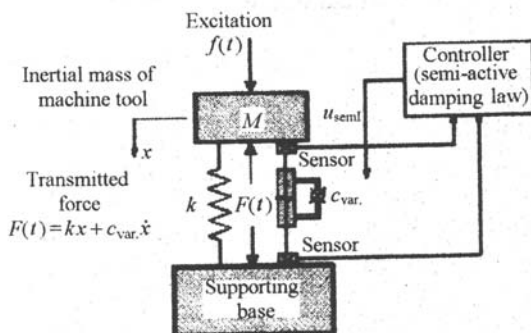 Excitation
f(t)
Inertial mass of
machine tool
x
M
Controller
(semi-active
damping law)
u_semI
Sensor
Transmitted
force
F(t)=kx+c_var.ẋ
k
F(t)
c_var.
Sensor
Supporting
base